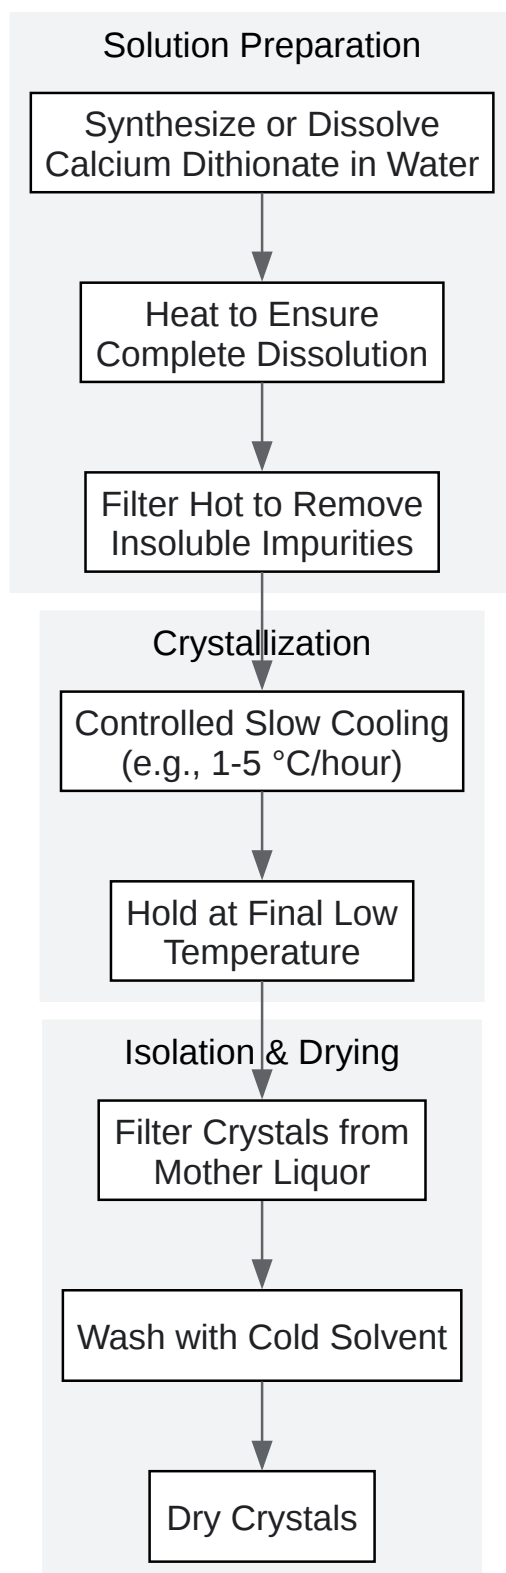 Solution Preparation
Synthesize or Dissolve
Calcium Dithionate in Water
Heat to Ensure
Complete Dissolution
Filter Hot to Remove
Insoluble Impurities
Crystallization
Controlled Slow Cooling
(e.g., 1-5 °C/hour)
Hold at Final Low
Temperature
Isolation & Drying
Filter Crystals from
Mother Liquor
Wash with Cold Solvent
Dry Crystals